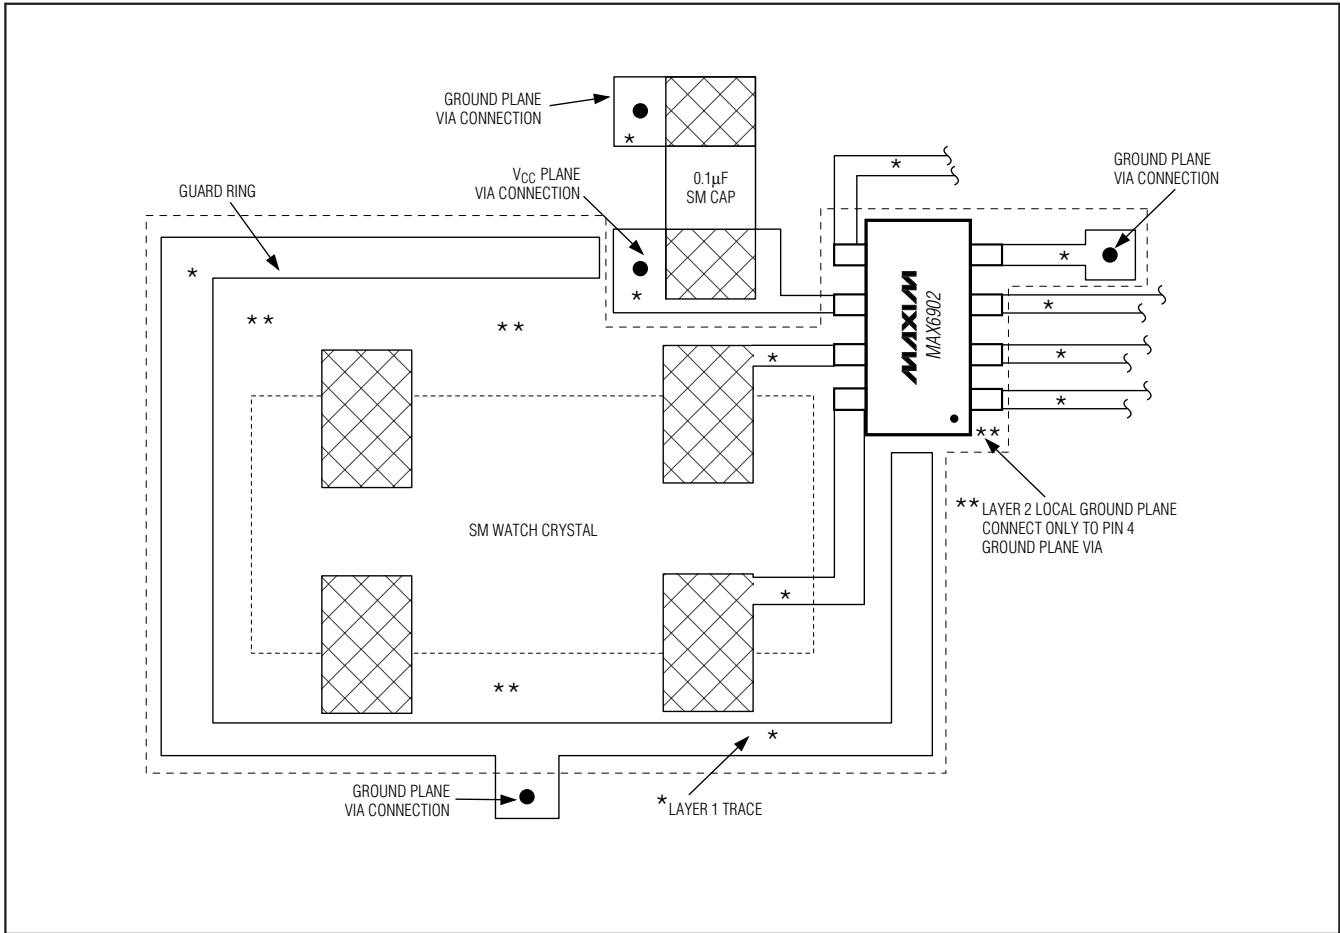 GROUND PLANE
VIA CONNECTION
*
VCC PLANE
VIA CONNECTION
0.1μF
SM CAP
*
GROUND PLANE
VIA CONNECTION
GUARD RING
*
*
*
*
**
**
*
*
*
MAXIM
MAX6902
*
**
** LAYER 2 LOCAL GROUND PLANE
CONNECT ONLY TO PIN 4
GROUND PLANE VIA
SM WATCH CRYSTAL
*
**
*
GROUND PLANE
VIA CONNECTION
* LAYER 1 TRACE